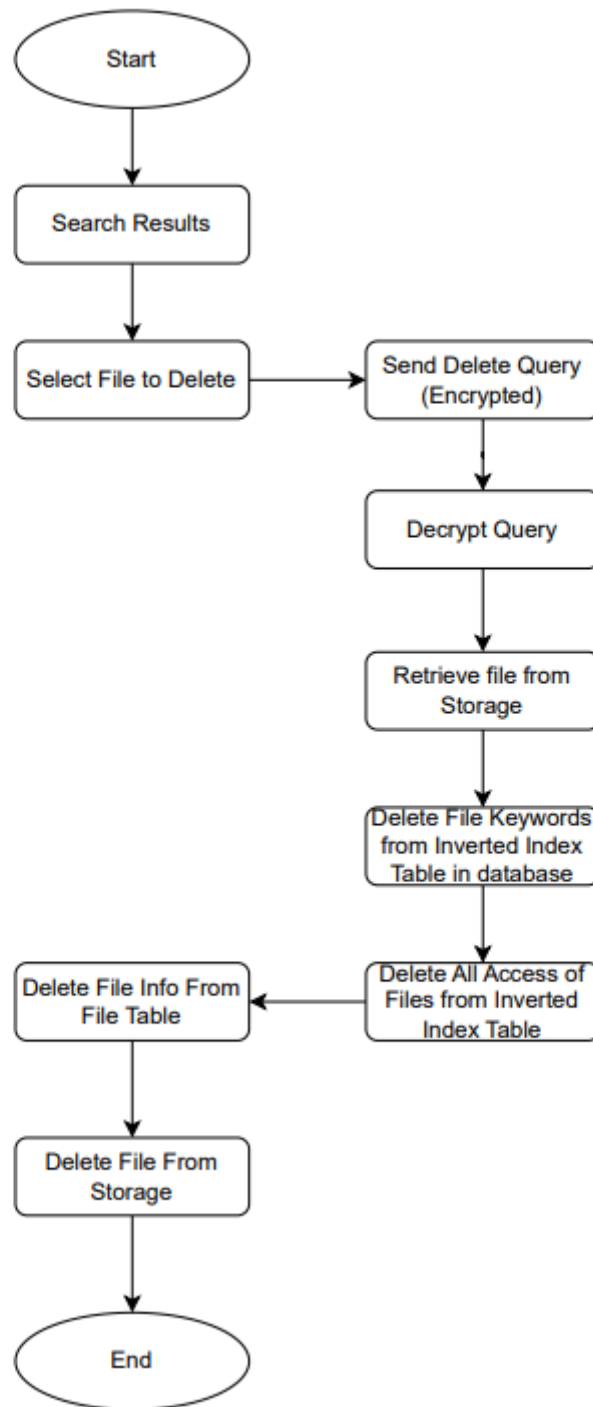 Start
Search Results
Select File to Delete
Send Delete Query
(Encrypted)
Decrypt Query
Retrieve file from
Storage
Delete File Keywords
from Inverted Index
Table in database
Delete All Access of
Files from Inverted
Index Table
Delete File Info From
File Table
Delete File From
Storage
End